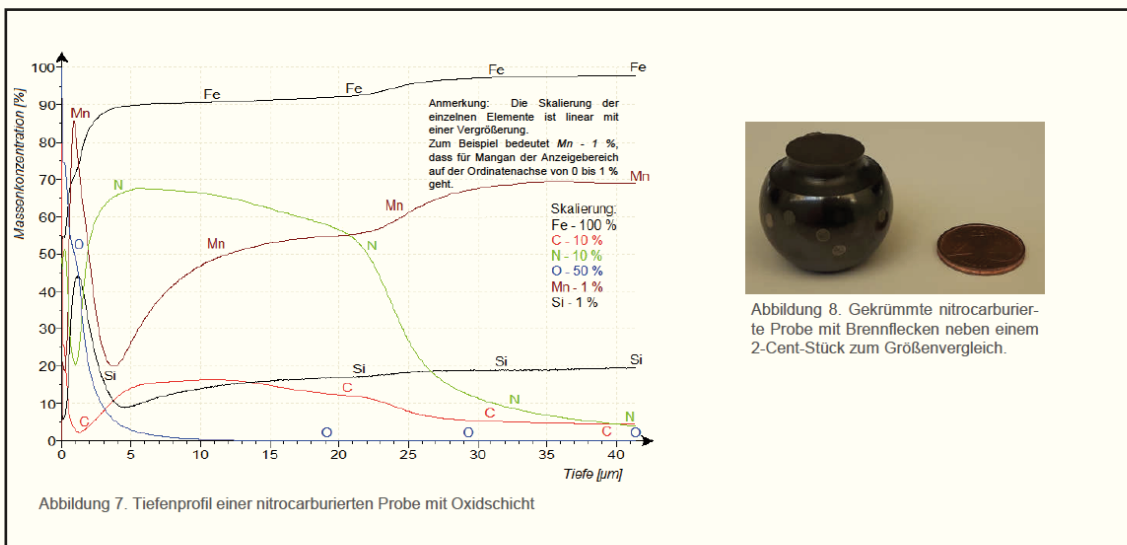 Massenkonzentration [%]
100
90
80
70
60
50
40
30
20
10
0
0 5 10 15 20 25 30 35 40
Tiefe [µm]
Fe Fe Fe Fe Fe
Mn Mn Mn Mn Mn
N N N N
O O O O
Si Si Si Si
C C C C
Anmerkung: Die Skalierung der
einzelnen Elemente ist linear mit
einer Vergrößerung.
Zum Beispiel bedeutet Mn - 1 %,
dass für Mangan der Anzeigebereich
auf der Ordinatenachse von 0 bis 1 %
geht.
Skalierung:
Fe - 100 %
C - 10 %
N - 10 %
O - 50 %
Mn - 1 %
Si - 1 %
Abbildung 7. Tiefenprofil einer nitrocarburierten Probe mit Oxidschicht
Abbildung 8. Gekrümmte nitrocarburier-
te Probe mit Brennflecken neben einem
2-Cent-Stück zum Größenvergleich.